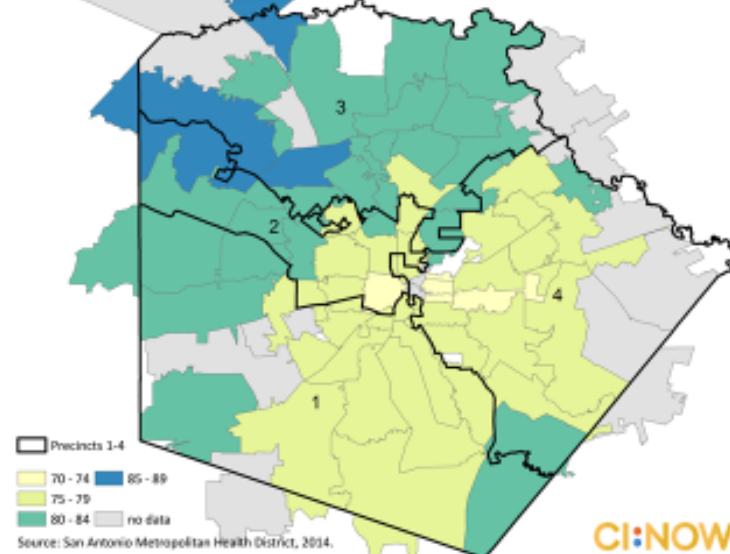 3
2
4
1
Precincts 1-4
70 - 74 85 - 89
75 - 79
80 - 84 no data
Source: San Antonio Metropolitan Health District, 2014.
CI:NOW